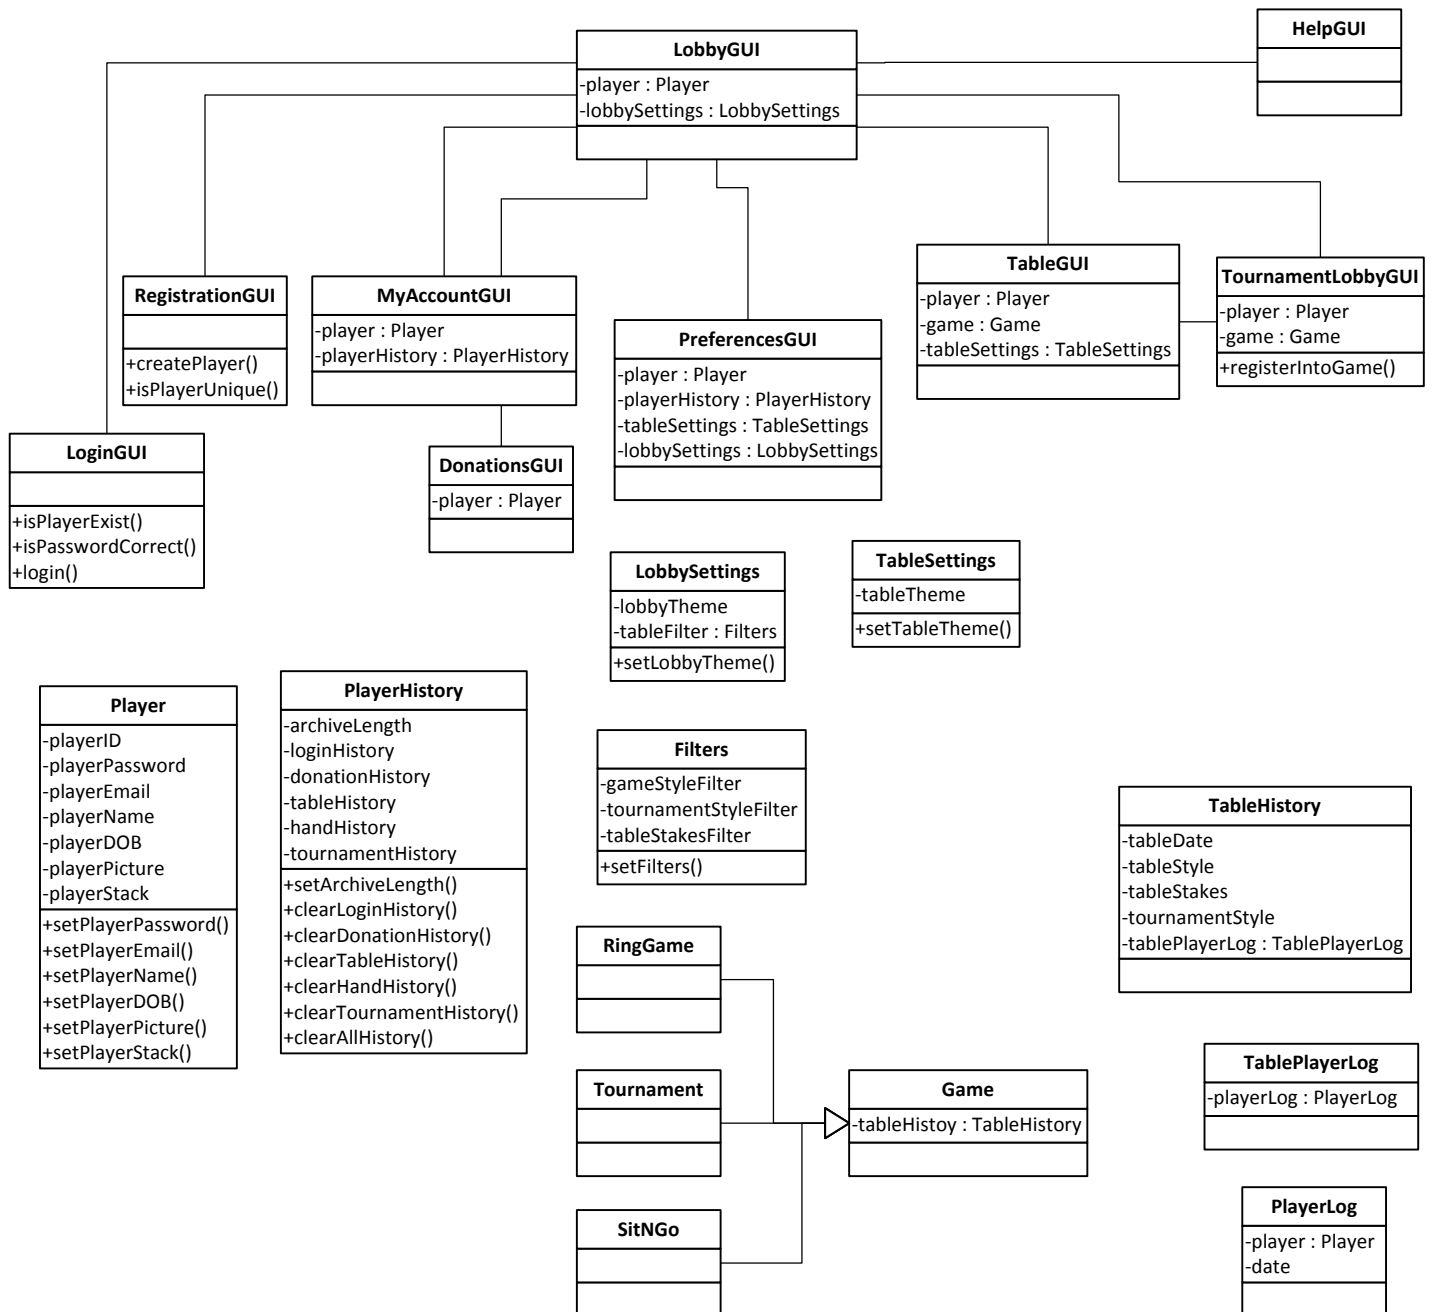 HelpGUI
LobbyGUI
-player : Player
-lobbySettings : LobbySettings
RegistrationGUI
+createPlayer()
+isPlayerUnique()
MyAccountGUI
-player : Player
-playerHistory : PlayerHistory
PreferencesGUI
-player : Player
-playerHistory : PlayerHistory
-tableSettings : TableSettings
-lobbySettings : LobbySettings
TableGUI
-player : Player
-game : Game
-tableSettings : TableSettings
TournamentLobbyGUI
-player : Player
-game : Game
+registerIntoGame()
LoginGUI
+isPlayerExist()
+isPasswordCorrect()
+login()
DonationsGUI
-player : Player
LobbySettings
-lobbyTheme
-tableFilter : Filters
+setLobbyTheme()
TableSettings
-tableTheme
+setTableTheme()
Player
-playerID
-playerPassword
-playerEmail
-playerName
-playerDOB
-playerPicture
-playerStack
+setPlayerPassword()
+setPlayerEmail()
+setPlayerName()
+setPlayerDOB()
+setPlayerPicture()
+setPlayerStack()
PlayerHistory
-archiveLength
-loginHistory
-donationHistory
-tableHistory
-handHistory
-tournamentHistory
+setArchiveLength()
+clearLoginHistory()
+clearDonationHistory()
+clearTableHistory()
+clearHandHistory()
+clearTournamentHistory()
+clearAllHistory()
Filters
-gameStyleFilter
-tournamentStyleFilter
-tableStakesFilter
+setFilters()
TableHistory
-tableDate
-tableStyle
-tableStakes
-tournamentStyle
-tablePlayerLog : TablePlayerLog
RingGame
Tournament
SitNGo
Game
-tableHistoy : TableHistory
TablePlayerLog
-playerLog : PlayerLog
PlayerLog
-player : Player
-date